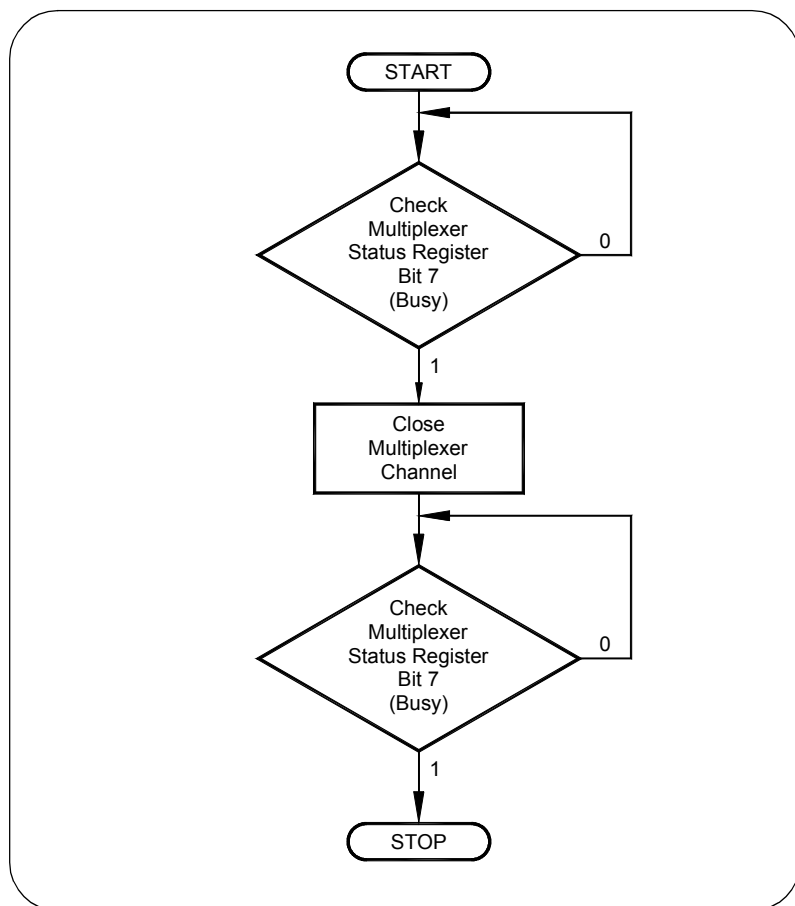 START
Check
Multiplexer
Status Register
Bit 7
(Busy)
0
1
Close
Multiplexer
Channel
Check
Multiplexer
Status Register
Bit 7
(Busy)
0
1
STOP